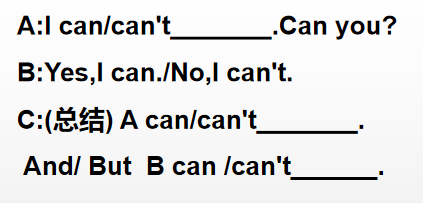 A:I can/can't_______.Can you?
B:Yes,I can./No,I can't.
C:(总结) A can/can't_______.
And/ But B can /can't______.